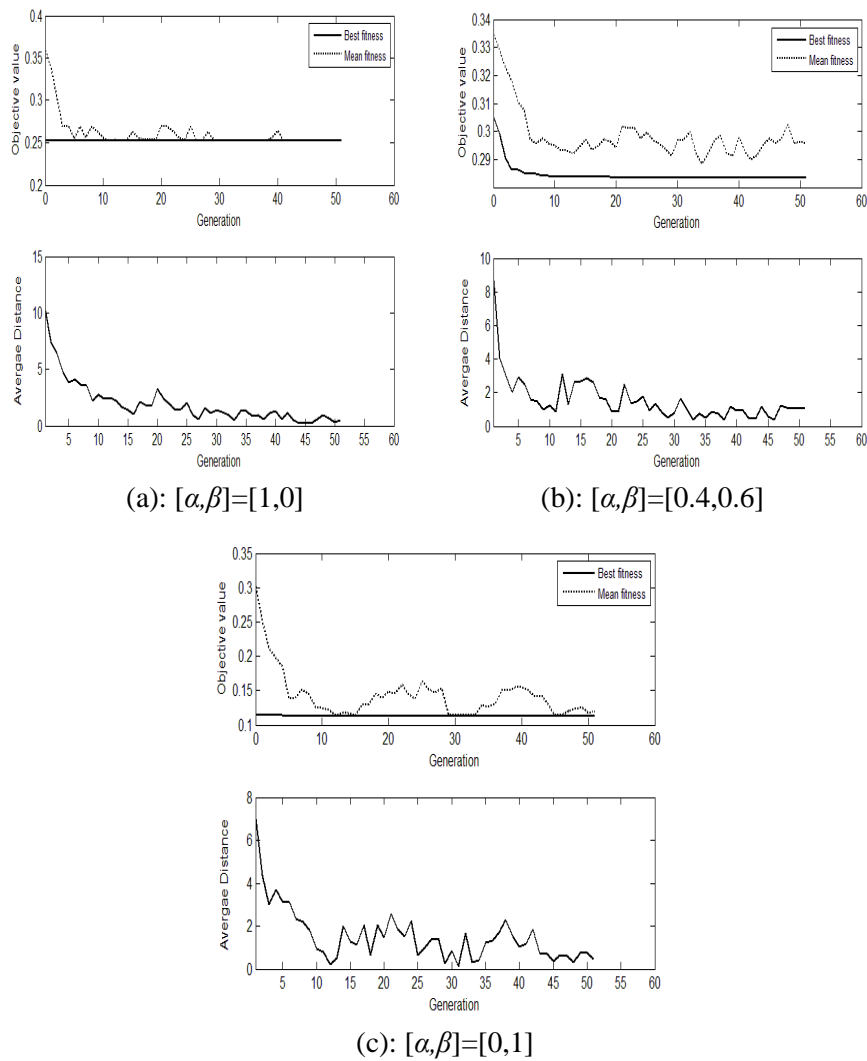 0.4
0.35
0.3
0.25
0.2
Objective value
Best fitness
Mean fitness
0 10 20 30 40 50 60
Generation
15
10
5
0
Avergae Distance
5 10 15 20 25 30 35 40 45 50 55 60
Generation
(a): [α,β]=[1,0]
0.34
0.33
0.32
0.31
0.3
0.29
Objective value
Best fitness
Mean fitness
0 10 20 30 40 50 60
Generation
10
8
6
4
2
0
Avergae Distance
5 10 15 20 25 30 35 40 45 50 55 60
Generation
(b): [α,β]=[0.4,0.6]
0.35
0.3
0.25
0.2
0.15
0.1
Objective value
Best fitness
Mean fitness
0 10 20 30 40 50 60
Generation
8
6
4
2
0
Avergae Distance
5 10 15 20 25 30 35 40 45 50 55 60
Generation
(c): [α,β]=[0,1]